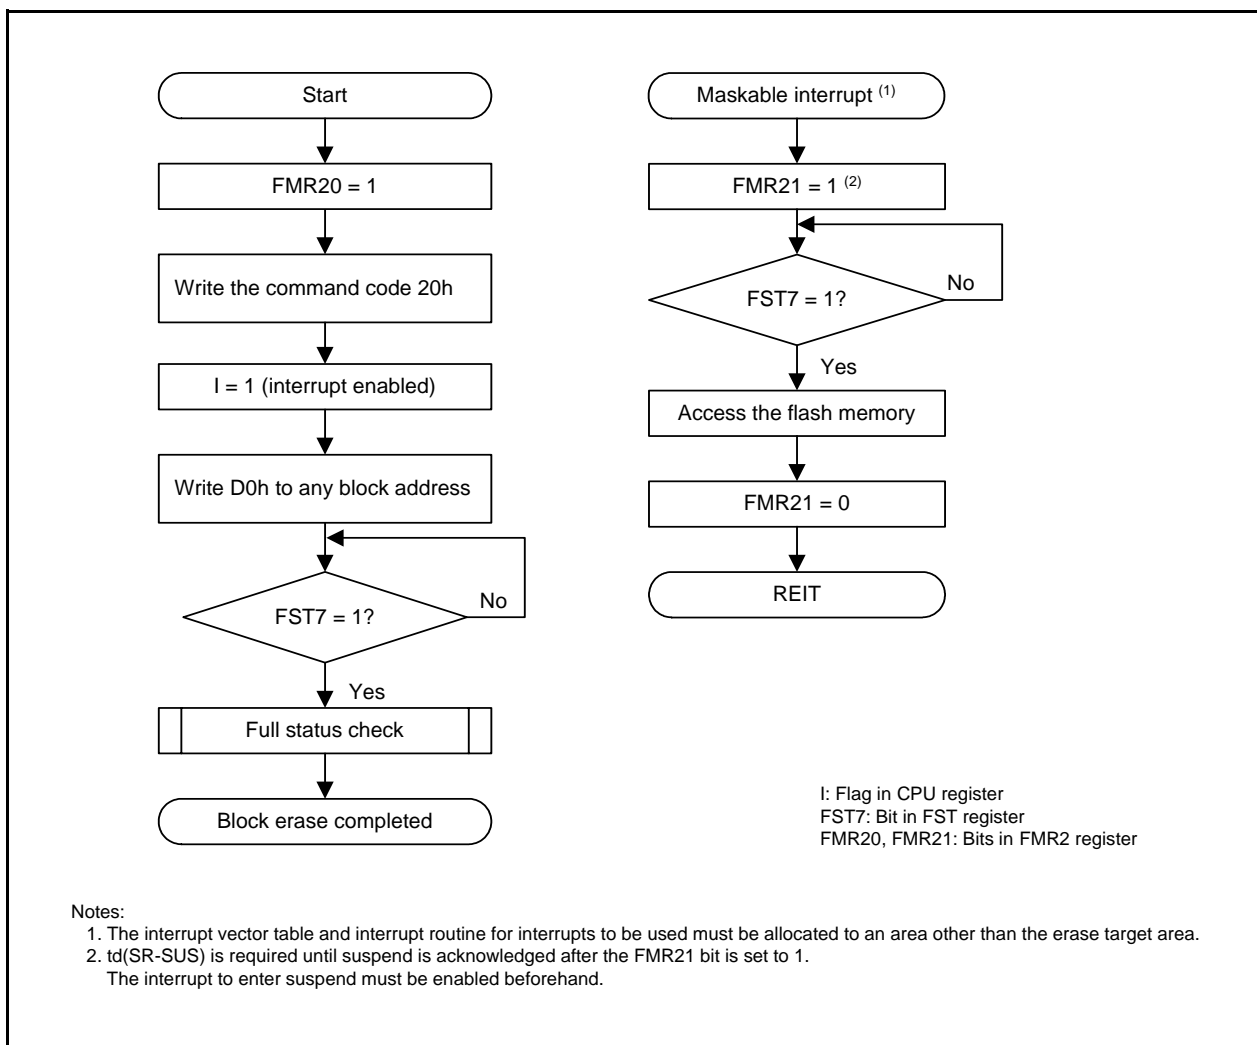 Start
FMR20 = 1
Write the command code 20h
I = 1 (interrupt enabled)
Write D0h to any block address
FST7 = 1?
No
Yes
Full status check
Block erase completed
Maskable interrupt (1)
FMR21 = 1 (2)
FST7 = 1?
No
Yes
Access the flash memory
FMR21 = 0
REIT
I: Flag in CPU register
FST7: Bit in FST register
FMR20, FMR21: Bits in FMR2 register
Notes:
1. The interrupt vector table and interrupt routine for interrupts to be used must be allocated to an area other than the erase target area.
2. td(SR-SUS) is required until suspend is acknowledged after the FMR21 bit is set to 1.
The interrupt to enter suspend must be enabled beforehand.